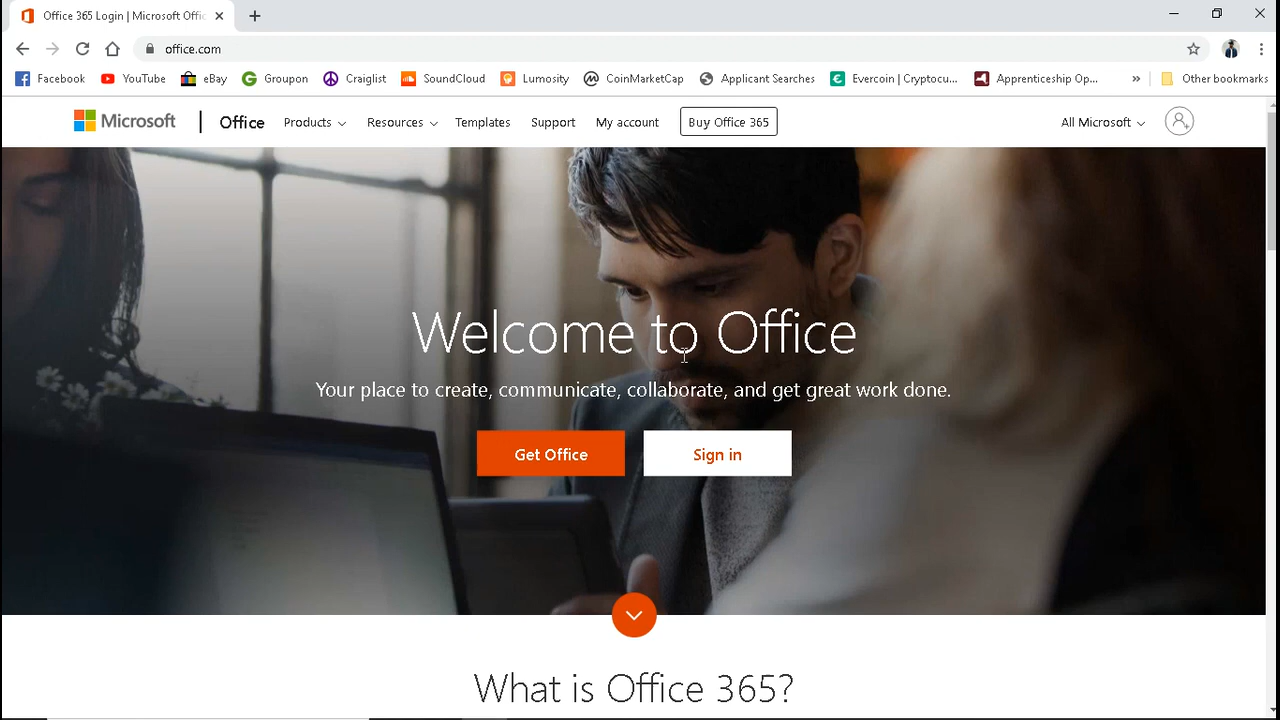 Office 365 Login | Microsoft Offic
office.com
Facebook YouTube eBay Groupon Craiglist SoundCloud Lumosity CoinMarketCap Applicant Searches Evercoin | Cryptocu... Apprenticeship Op... » Other bookmarks
Microsoft | Office Products Resources Templates Support My account Buy Office 365 All Microsoft
Welcome to Office
Your place to create, communicate, collaborate, and get great work done.
Get Office Sign in
What is Office 365?